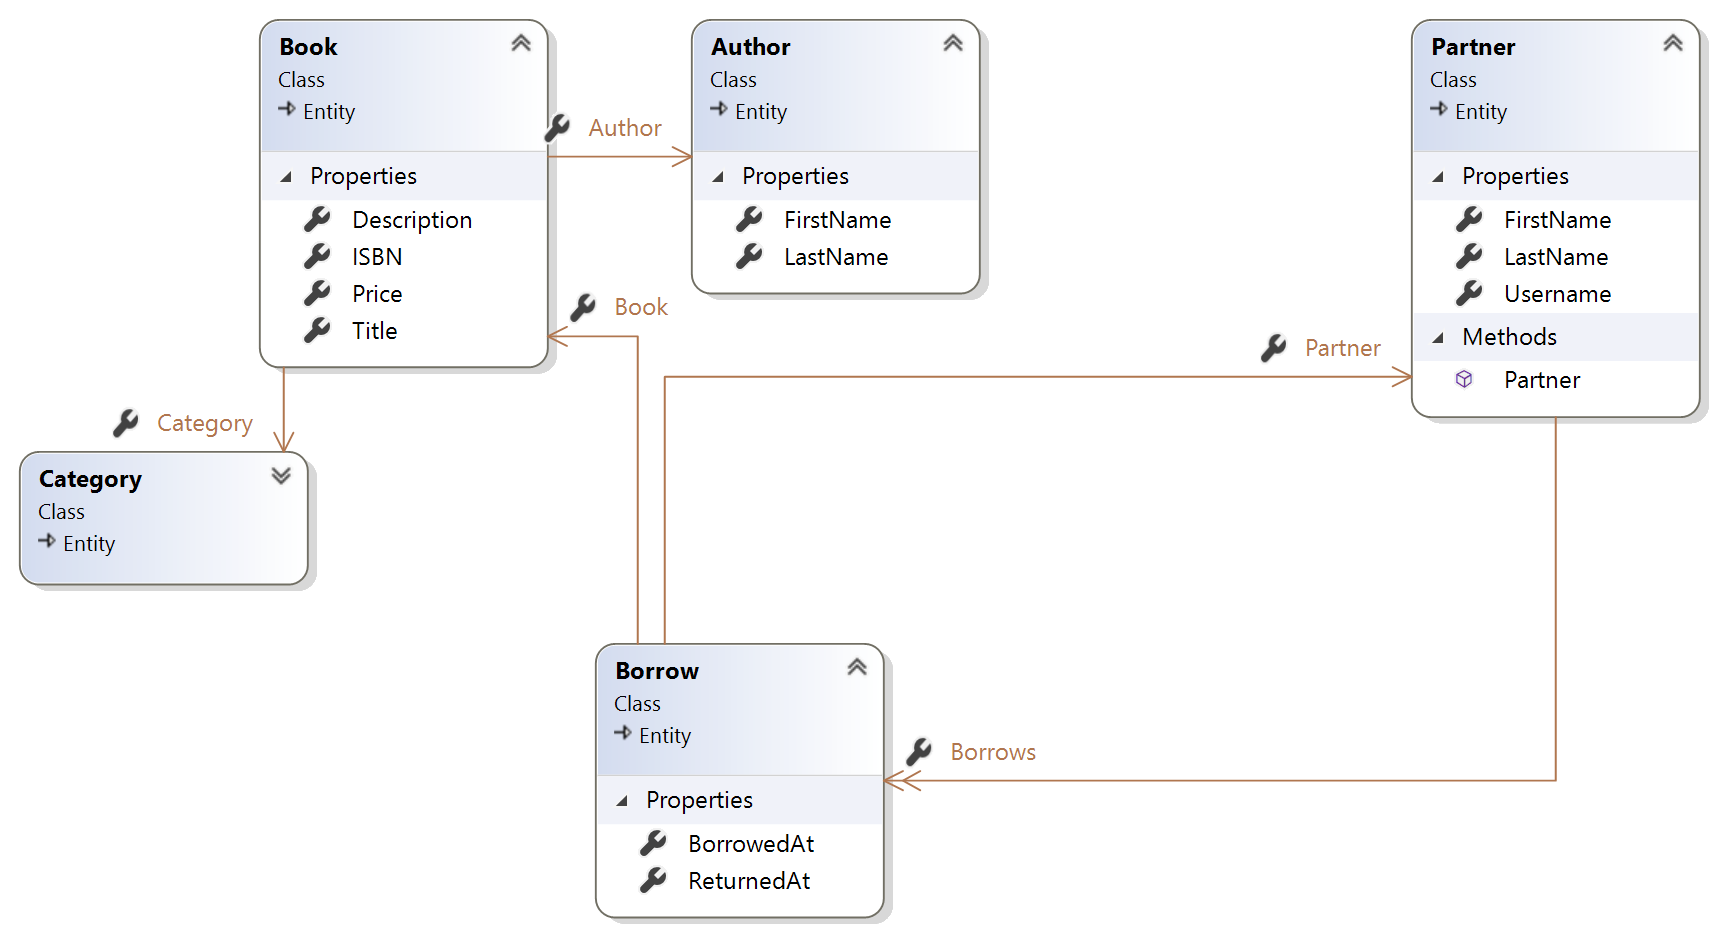 Book
Class
Entity
Properties
Description
ISBN
Price
Title
Author
Author
Class
Entity
Properties
FirstName
LastName
Partner
Class
Entity
Properties
FirstName
LastName
Username
Methods
Partner
Book
Partner
Category
Category
Class
Entity
Borrow
Class
Entity
Properties
BorrowedAt
ReturnedAt
Borrows